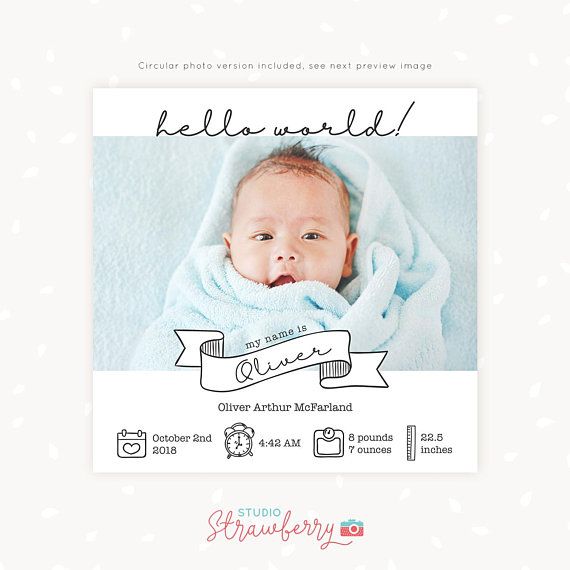 Circular photo version included, see next preview image
hello world!
my name is
Oliver
Oliver Arthur McFarland
October 2nd
2018
4:42 AM
8 pounds
7 ounces
22.5
inches
STUDIO
Strawberry